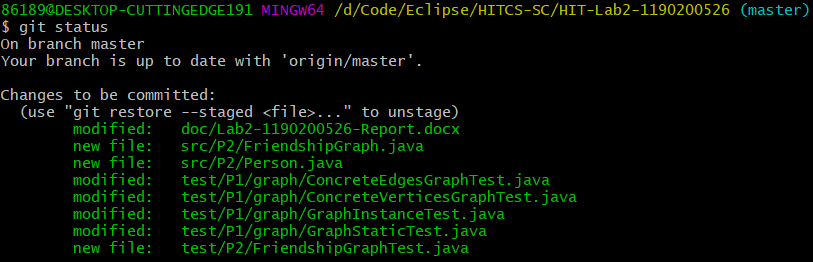 86189@DESKTOP-CUTTINGEDGE191 MINGW64 /d/Code/Eclipse/HITCS-SC/HIT-Lab2-1190200526 (master)
$ git status
On branch master
Your branch is up to date with 'origin/master'.

Changes to be committed:
  (use "git restore --staged <file>..." to unstage)
        modified:   doc/Lab2-1190200526-Report.docx
        new file:   src/P2/FriendshipGraph.java
        new file:   src/P2/Person.java
        modified:   test/P1/graph/ConcreteEdgesGraphTest.java
        modified:   test/P1/graph/ConcreteVerticesGraphTest.java
        modified:   test/P1/graph/GraphInstanceTest.java
        modified:   test/P1/graph/GraphStaticTest.java
        new file:   test/P2/FriendshipGraphTest.java